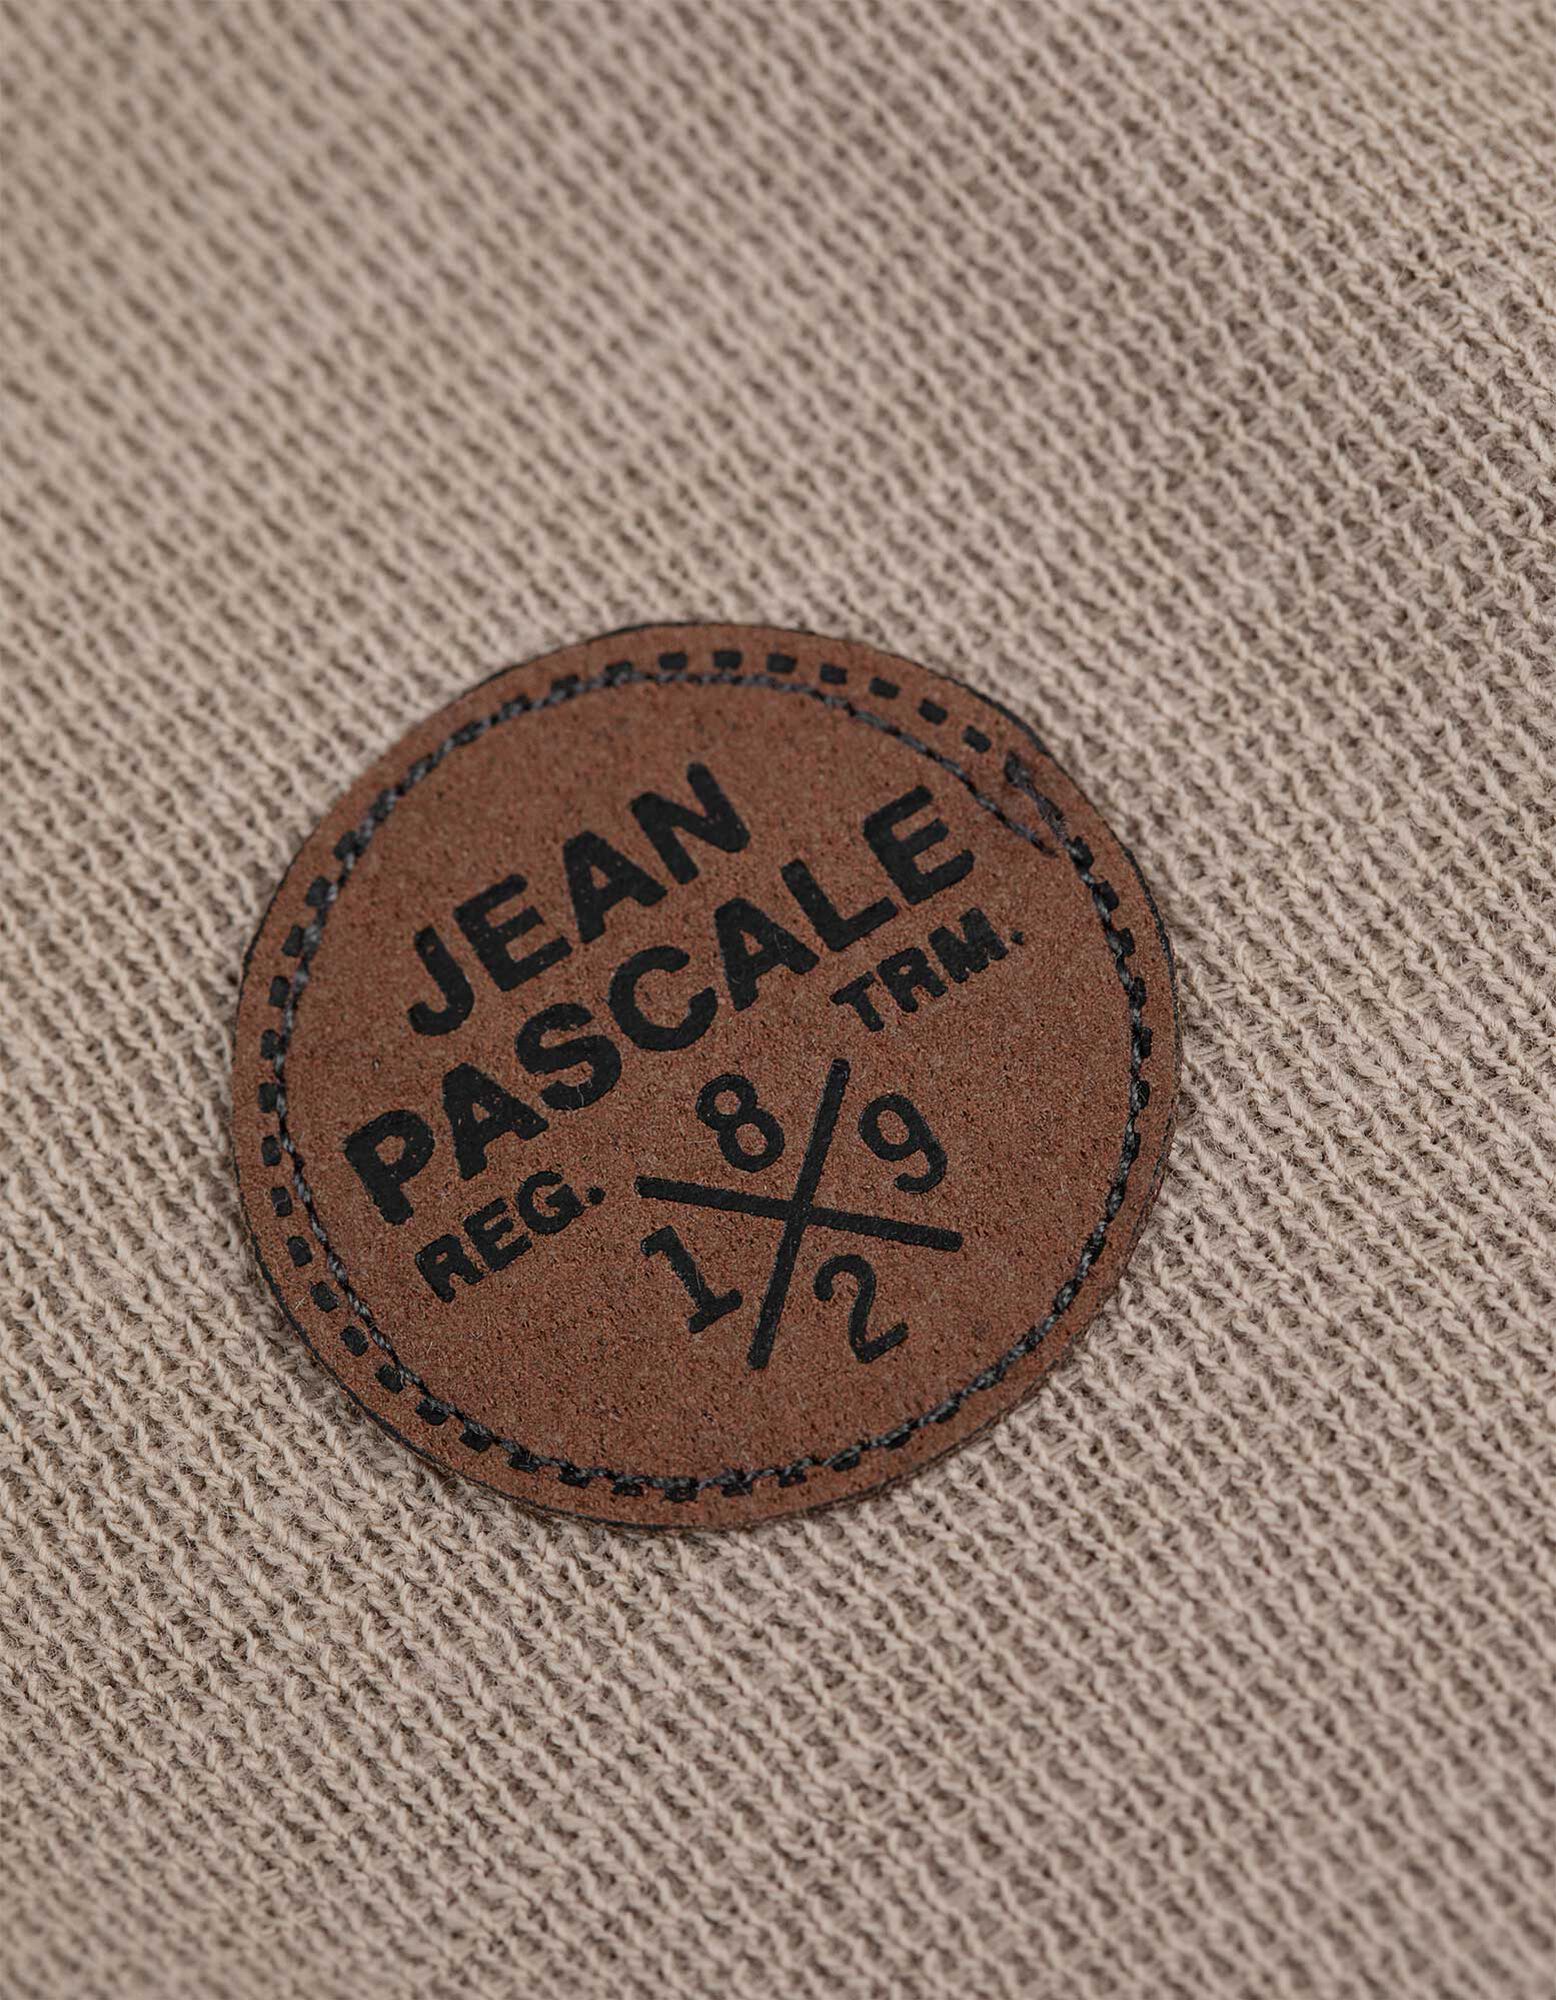 JEAN
PASCALE
REG. TRM.
8 9
1 2